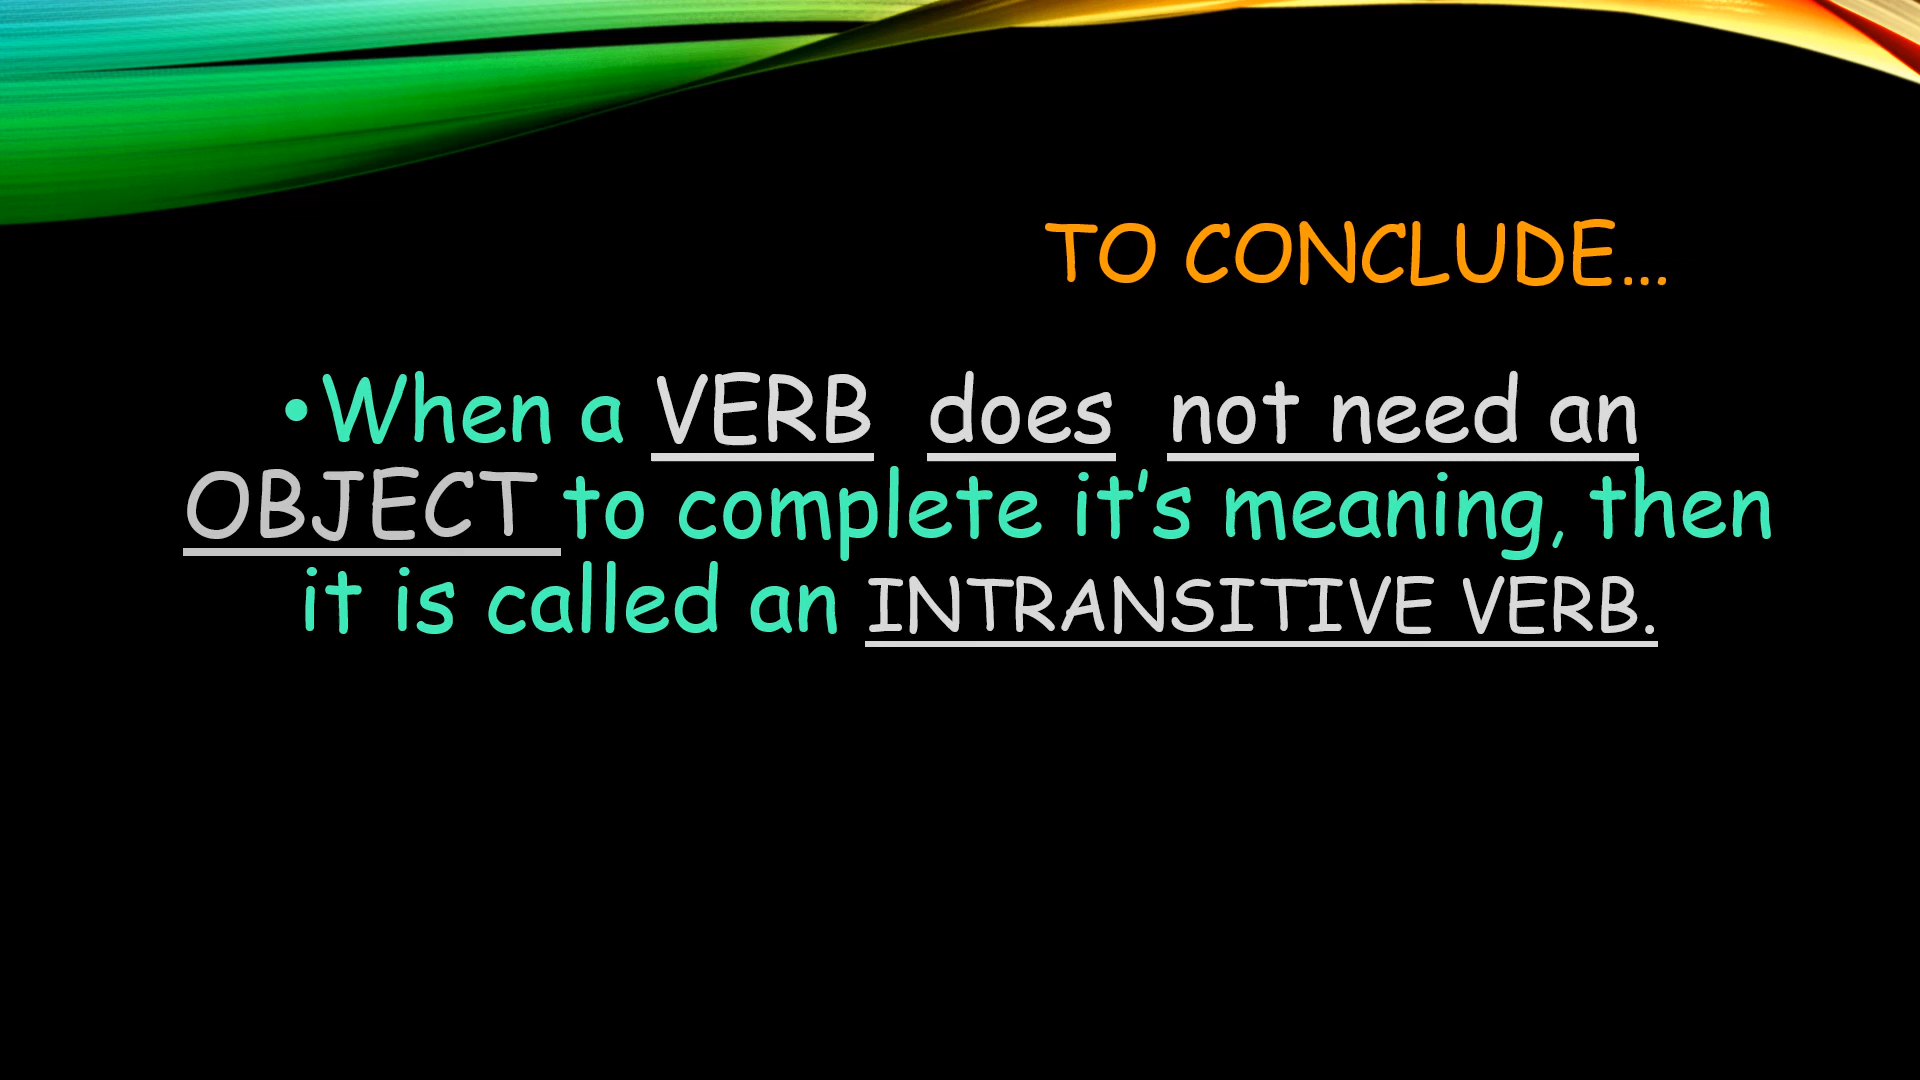 TO CONCLUDE...
•When a VERB does not need an
OBJECT to complete it’s meaning, then
it is called an INTRANSITIVE VERB.